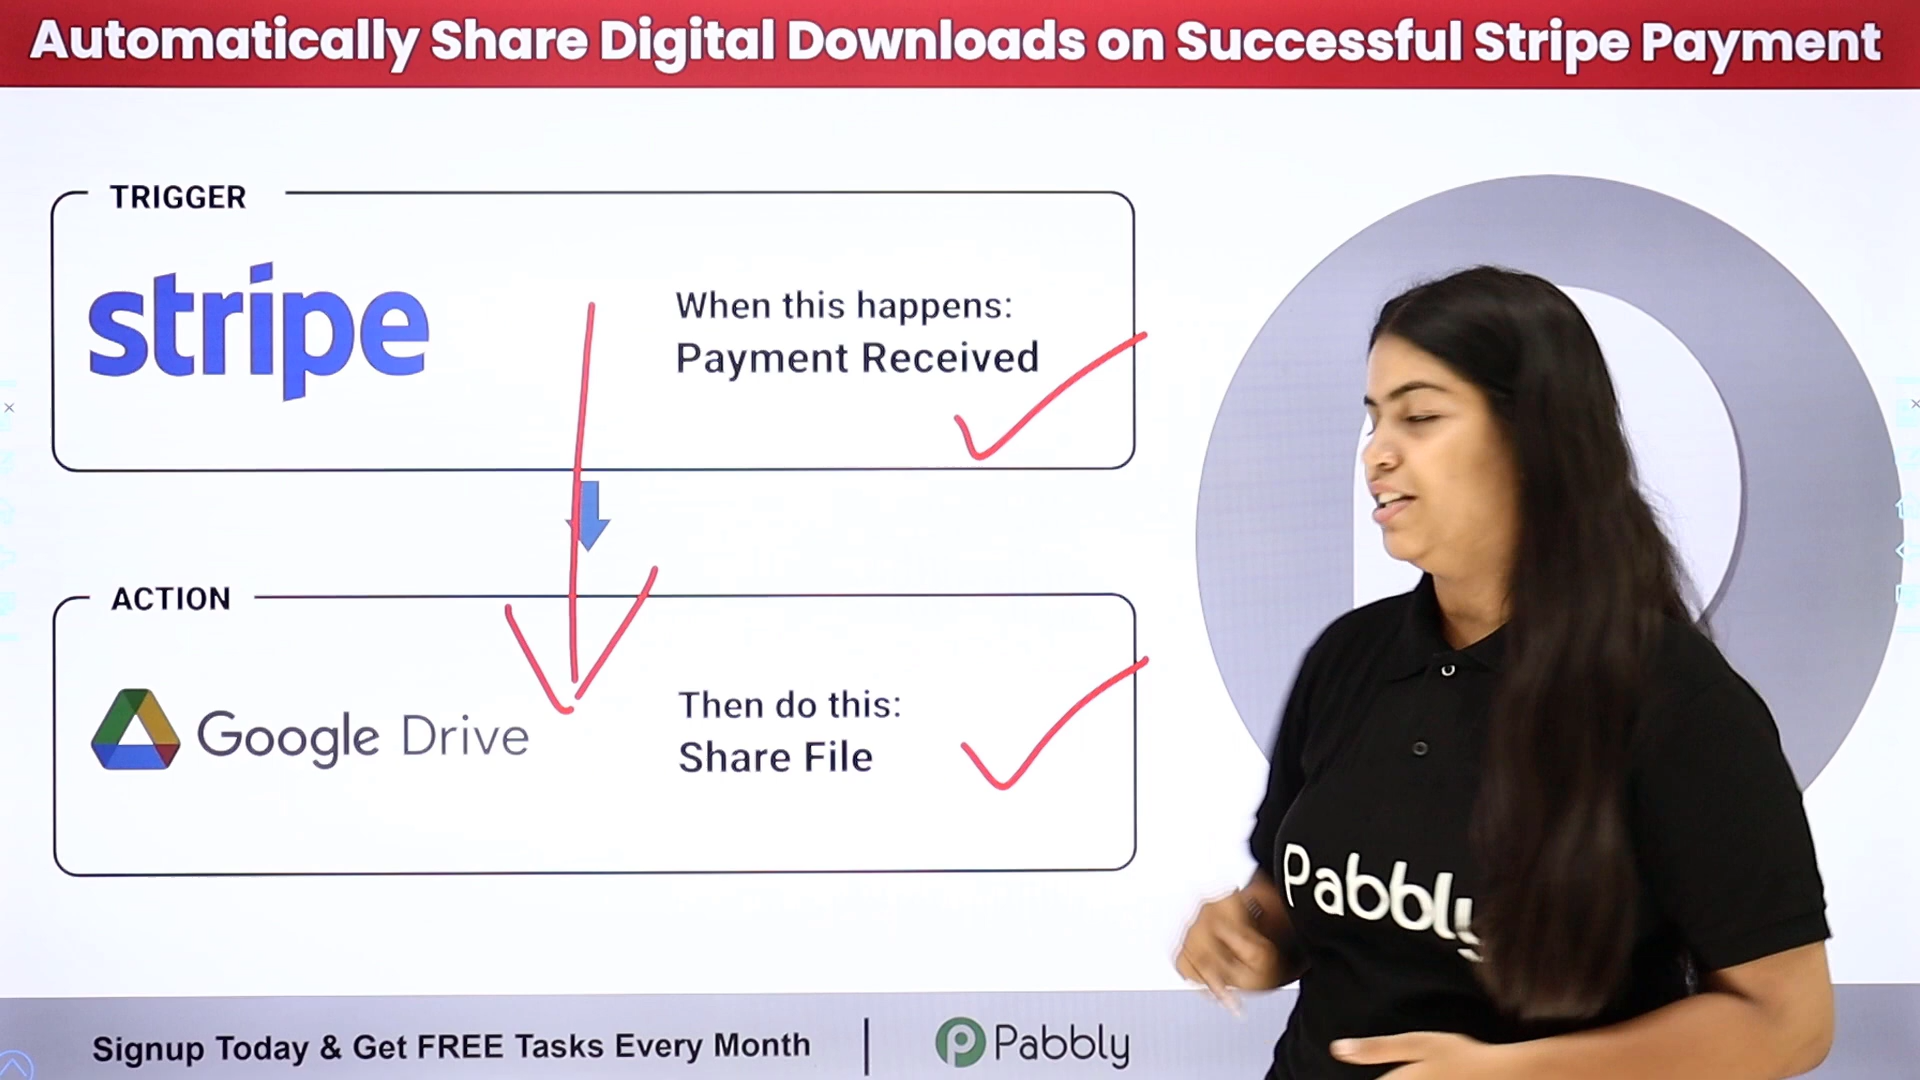 Automatically Share Digital Downloads on Successful Stripe Payment
TRIGGER
stripe
When this happens:
Payment Received
ACTION
Google Drive
Then do this:
Share File
Pabbly
Signup Today & Get FREE Tasks Every Month
Pabbly